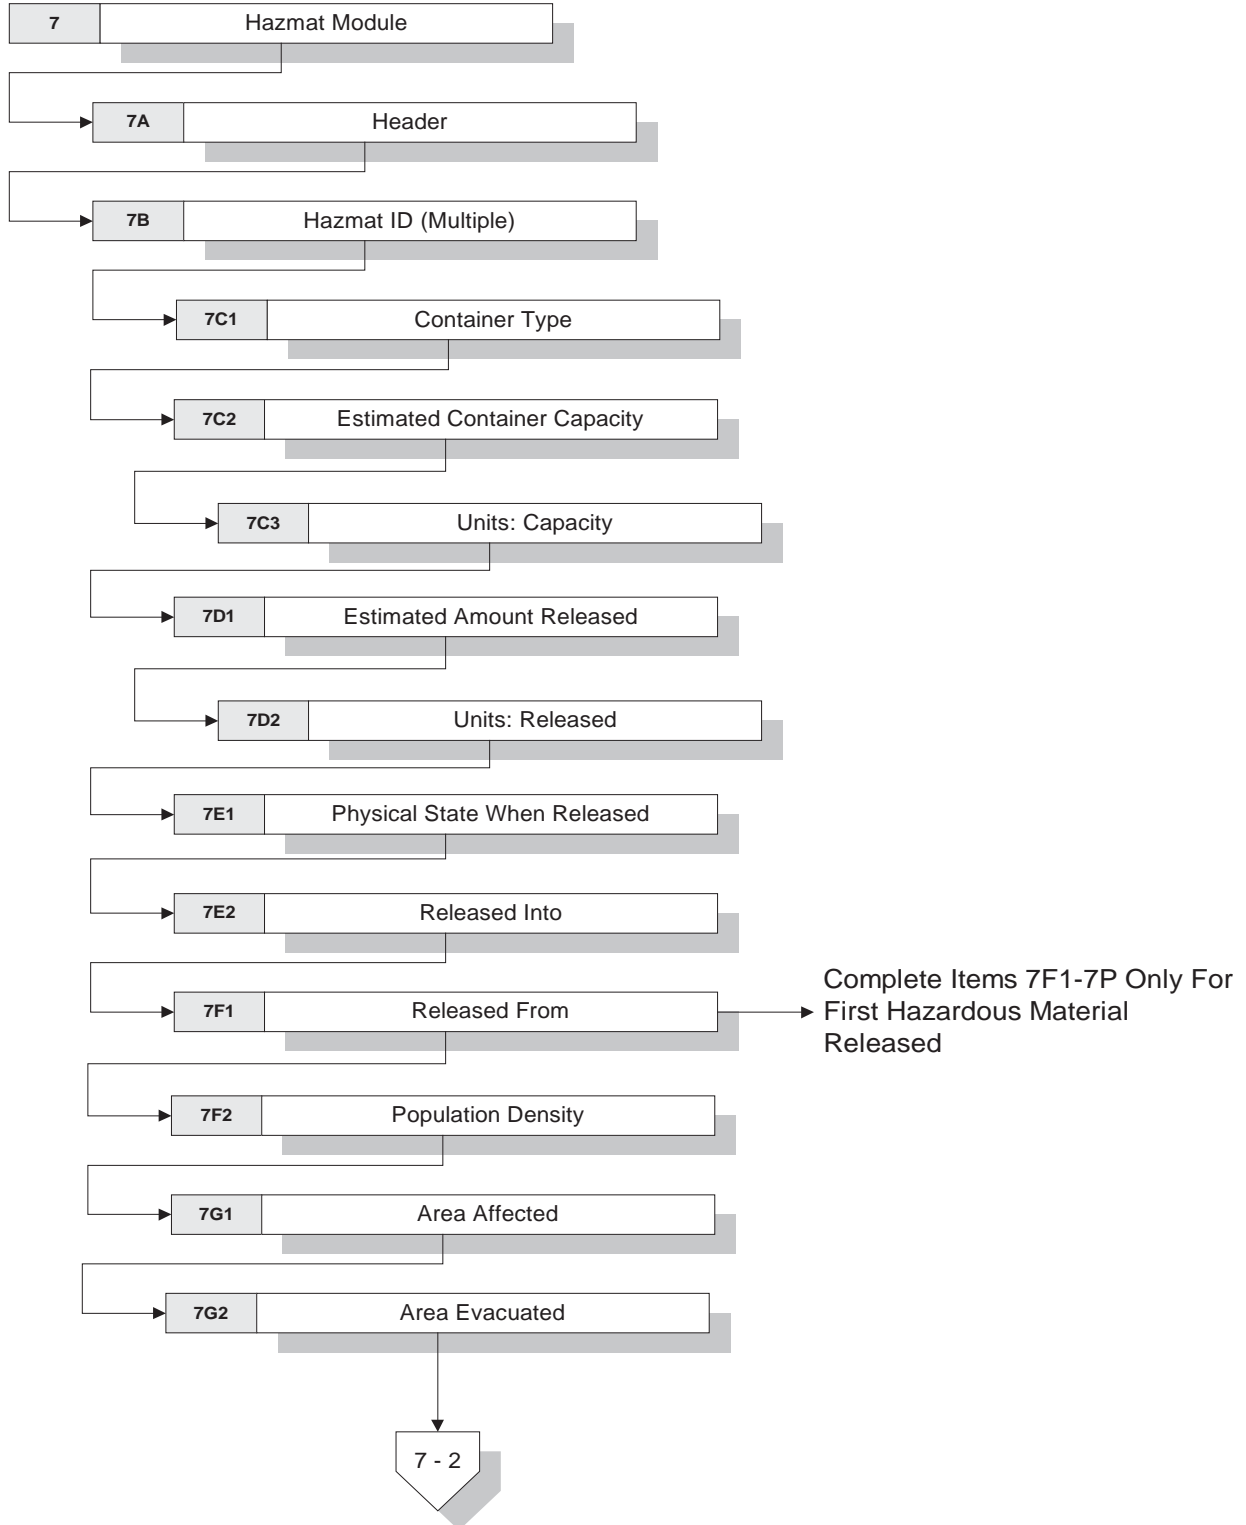 7 Hazmat Module
7A Header
7B Hazmat ID (Multiple)
7C1 Container Type
7C2 Estimated Container Capacity
7C3 Units: Capacity
7D1 Estimated Amount Released
7D2 Units: Released
7E1 Physical State When Released
7E2 Released Into
7F1 Released From
Complete Items 7F1-7P Only For
First Hazardous Material
Released
7F2 Population Density
7G1 Area Affected
7G2 Area Evacuated
7 - 2